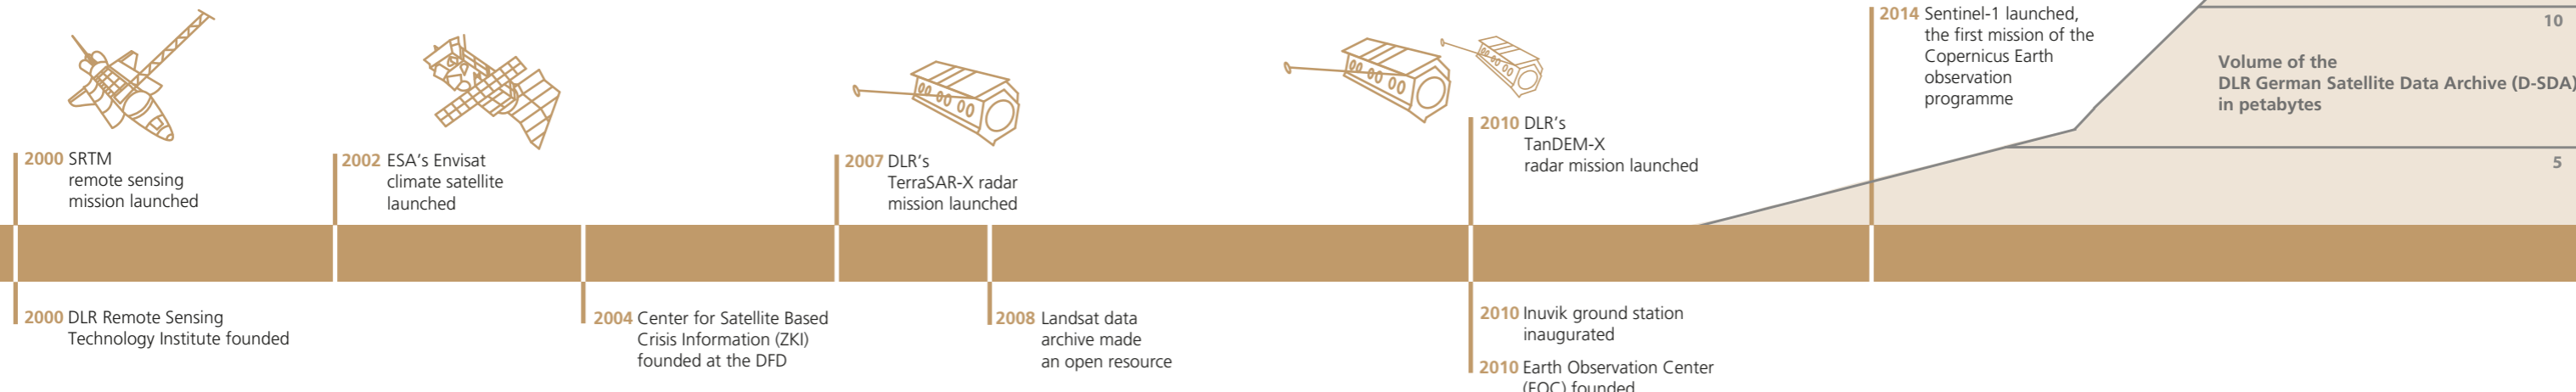 2000 SRTM
remote sensing
mission launched
2002 ESA's Envisat
climate satellite
launched
2007 DLR's
TerraSAR-X radar
mission launched
2010 DLR's
TanDEM-X
radar mission launched
2014 Sentinel-1 launched,
the first mission of the
Copernicus Earth
observation
programme
10
Volume of the
DLR German Satellite Data Archive (D-SDA)
in petabytes
5
2000 DLR Remote Sensing
Technology Institute founded
2004 Center for Satellite Based
Crisis Information (ZKI)
founded at the DFD
2008 Landsat data
archive made
an open resource
2010 Inuvik ground station
inaugurated
2010 Earth Observation Center
(EOC) founded